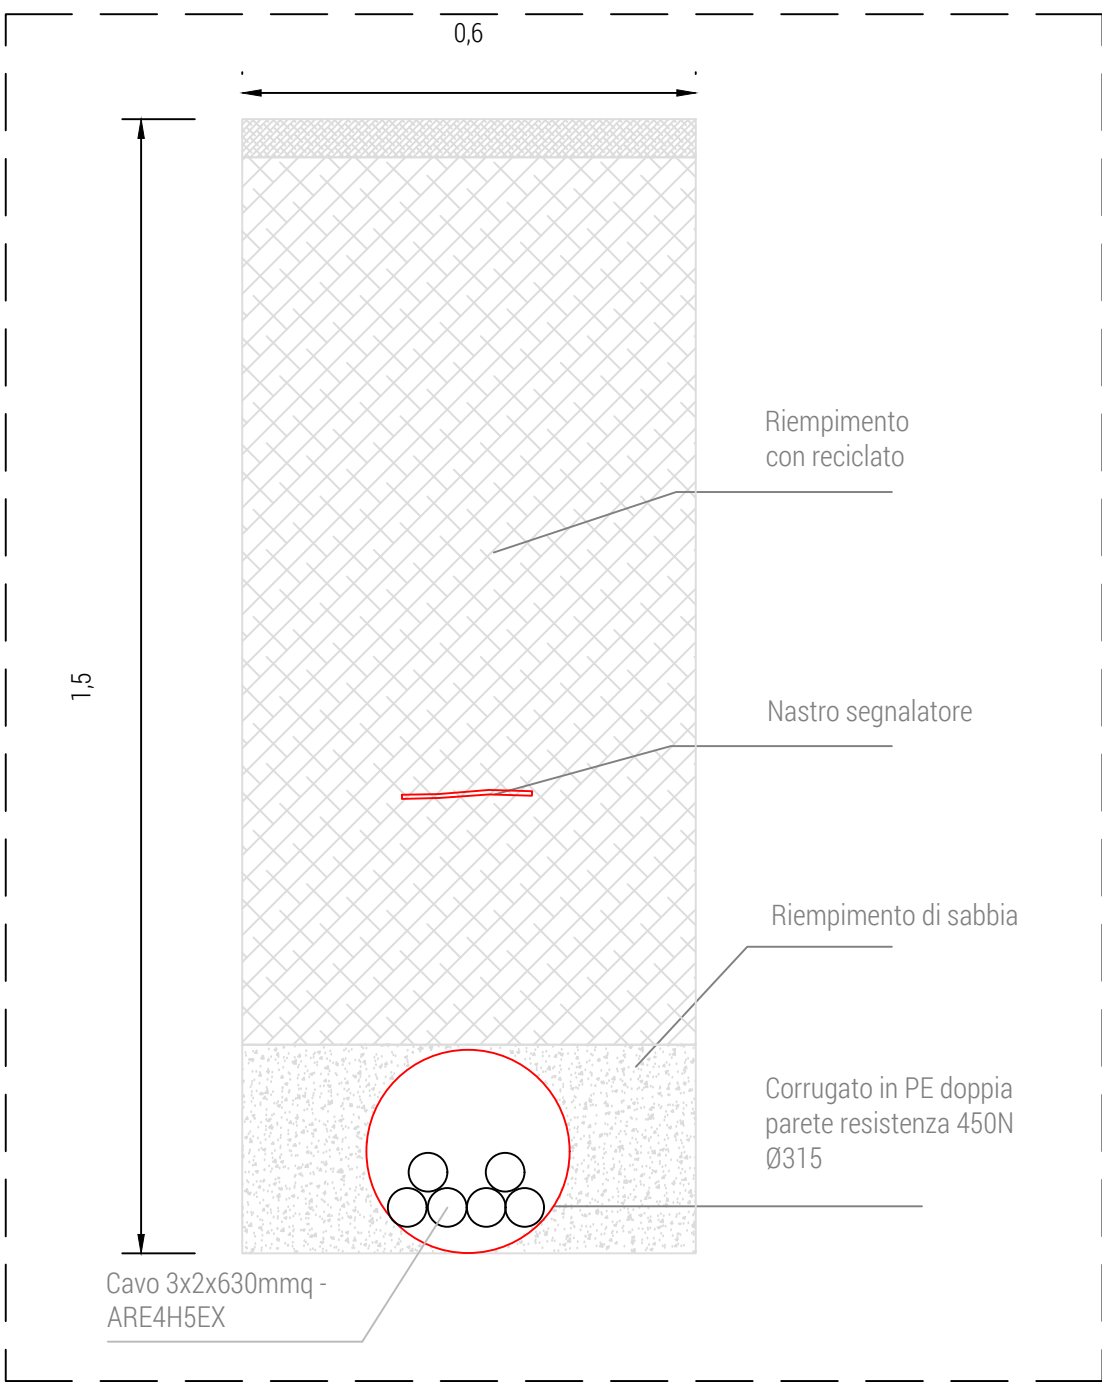 0,6
1,5
Riempimento
con reciclato
Nastro segnalatore
Riempimento di sabbia
Corrugato in PE doppia
parete resistenza 450N
Ø315
Cavo 3x2x630mmq -
ARE4H5EX